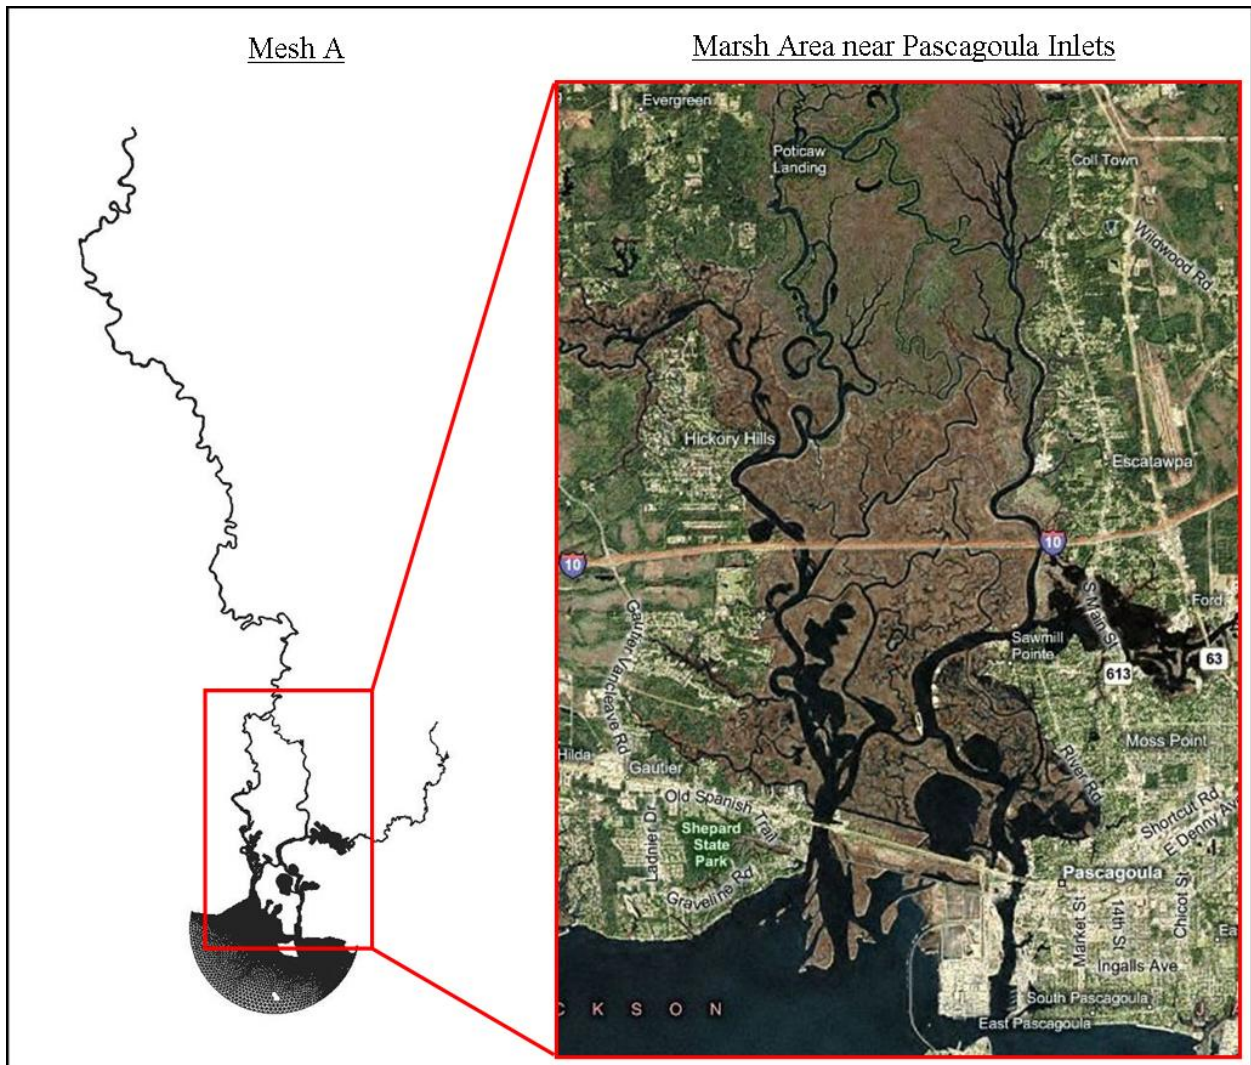 Mesh A
Marsh Area near Pascagoula Inlets
Evergreen
Poticaw
Landing
Coll Town
Wildwood Rd
Hickory Hills
Escatawpa
10
10
S Main St
Ford
Gautier Vancleave Rd
Sawmill
Pointe
613
63
Moss Point
River Rd
Hilda
Gautier
Old Spanish Trail
Shortcut Rd
E Denny Av
Ladnier Dr
Shepard
State
Park
Graveline Rd
Pascagoula
Market St
14th St
Chicot St
Ea
Ingalls Ave
South Pascagoula
East Pascagoula
C K S O N
J